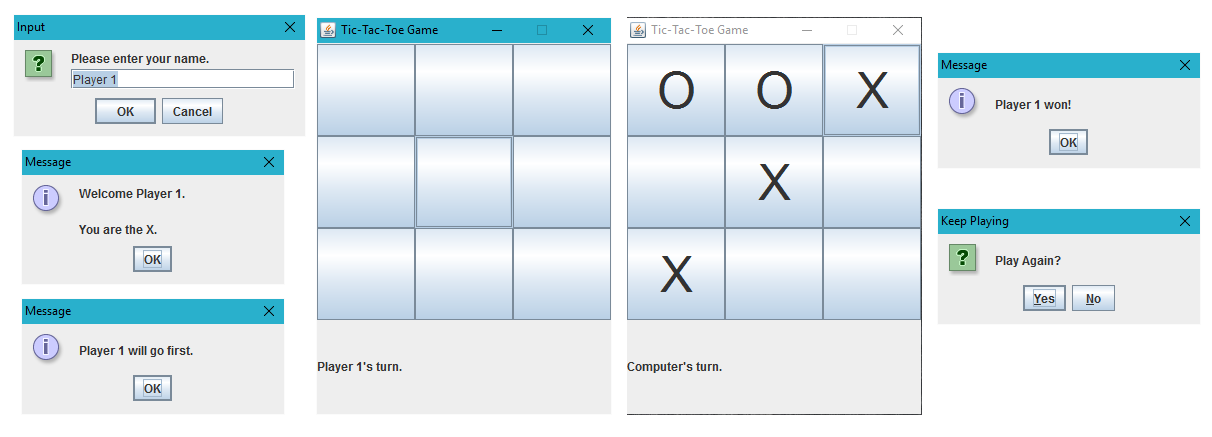 Input
Please enter your name.
Player 1
OK Cancel
Message
Welcome Player 1.
You are the X.
OK
Message
Player 1 will go first.
OK
Tic-Tac-Toe Game
Player 1's turn.
Tic-Tac-Toe Game
O O X
X
X
Computer's turn.
Message
Player 1 won!
OK
Keep Playing
Play Again?
Yes No